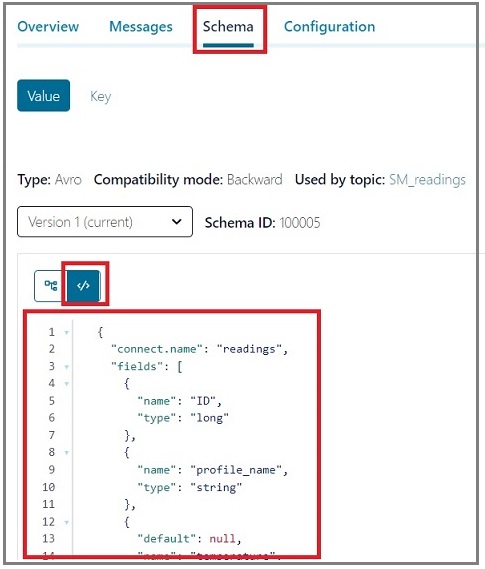 Overview Messages Schema Configuration
Value Key
Type: Avro Compatibility mode: Backward Used by topic: SM_readings
Version 1 (current) Schema ID: 100005
</>
1 {
2 "connect.name": "readings",
3 "fields": [
4 {
5 "name": "ID",
6 "type": "long"
7 },
8 {
9 "name": "profile_name",
10 "type": "string"
11 },
12 {
13 "default": null,
14 "name": "temperature",